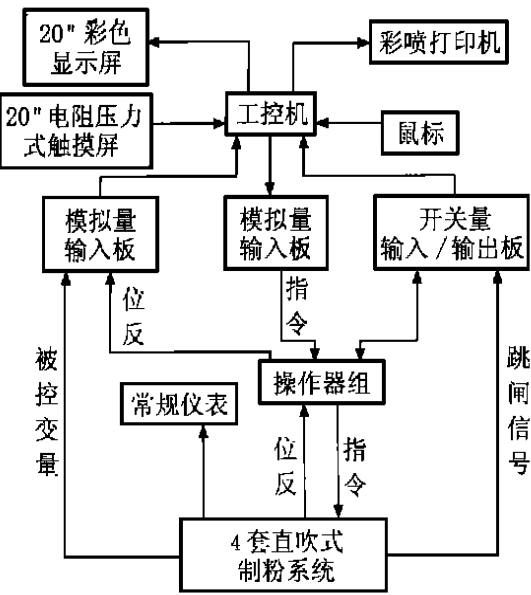 20" 彩色
显示屏
彩喷打印机
工控机
20" 电阻压力
式触摸屏
鼠标
模拟量
输入板
模拟量
输入板
开关量
输入/输出板
位
反
指
令
被
控
变
量
跳
闸
信
号
操作器组
常规仪表
位
反
指
令
4 套直吹式
制粉系统